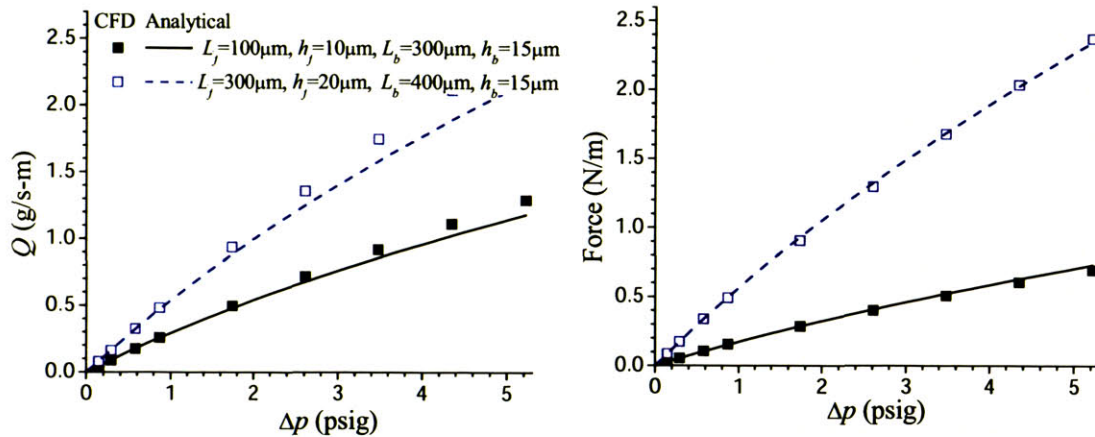 CFD Analytical
L_j=100μm, h_j=10μm, L_b=300μm, h_b=15μm
L_j=300μm, h_j=20μm, L_b=400μm, h_b=15μm
2.5
2.0
1.5
1.0
0.5
0.0
Q (g/s-m)
0 1 2 3 4 5
Δp (psig)
2.5
2.0
1.5
1.0
0.5
0.0
Force (N/m)
0 1 2 3 4 5
Δp (psig)